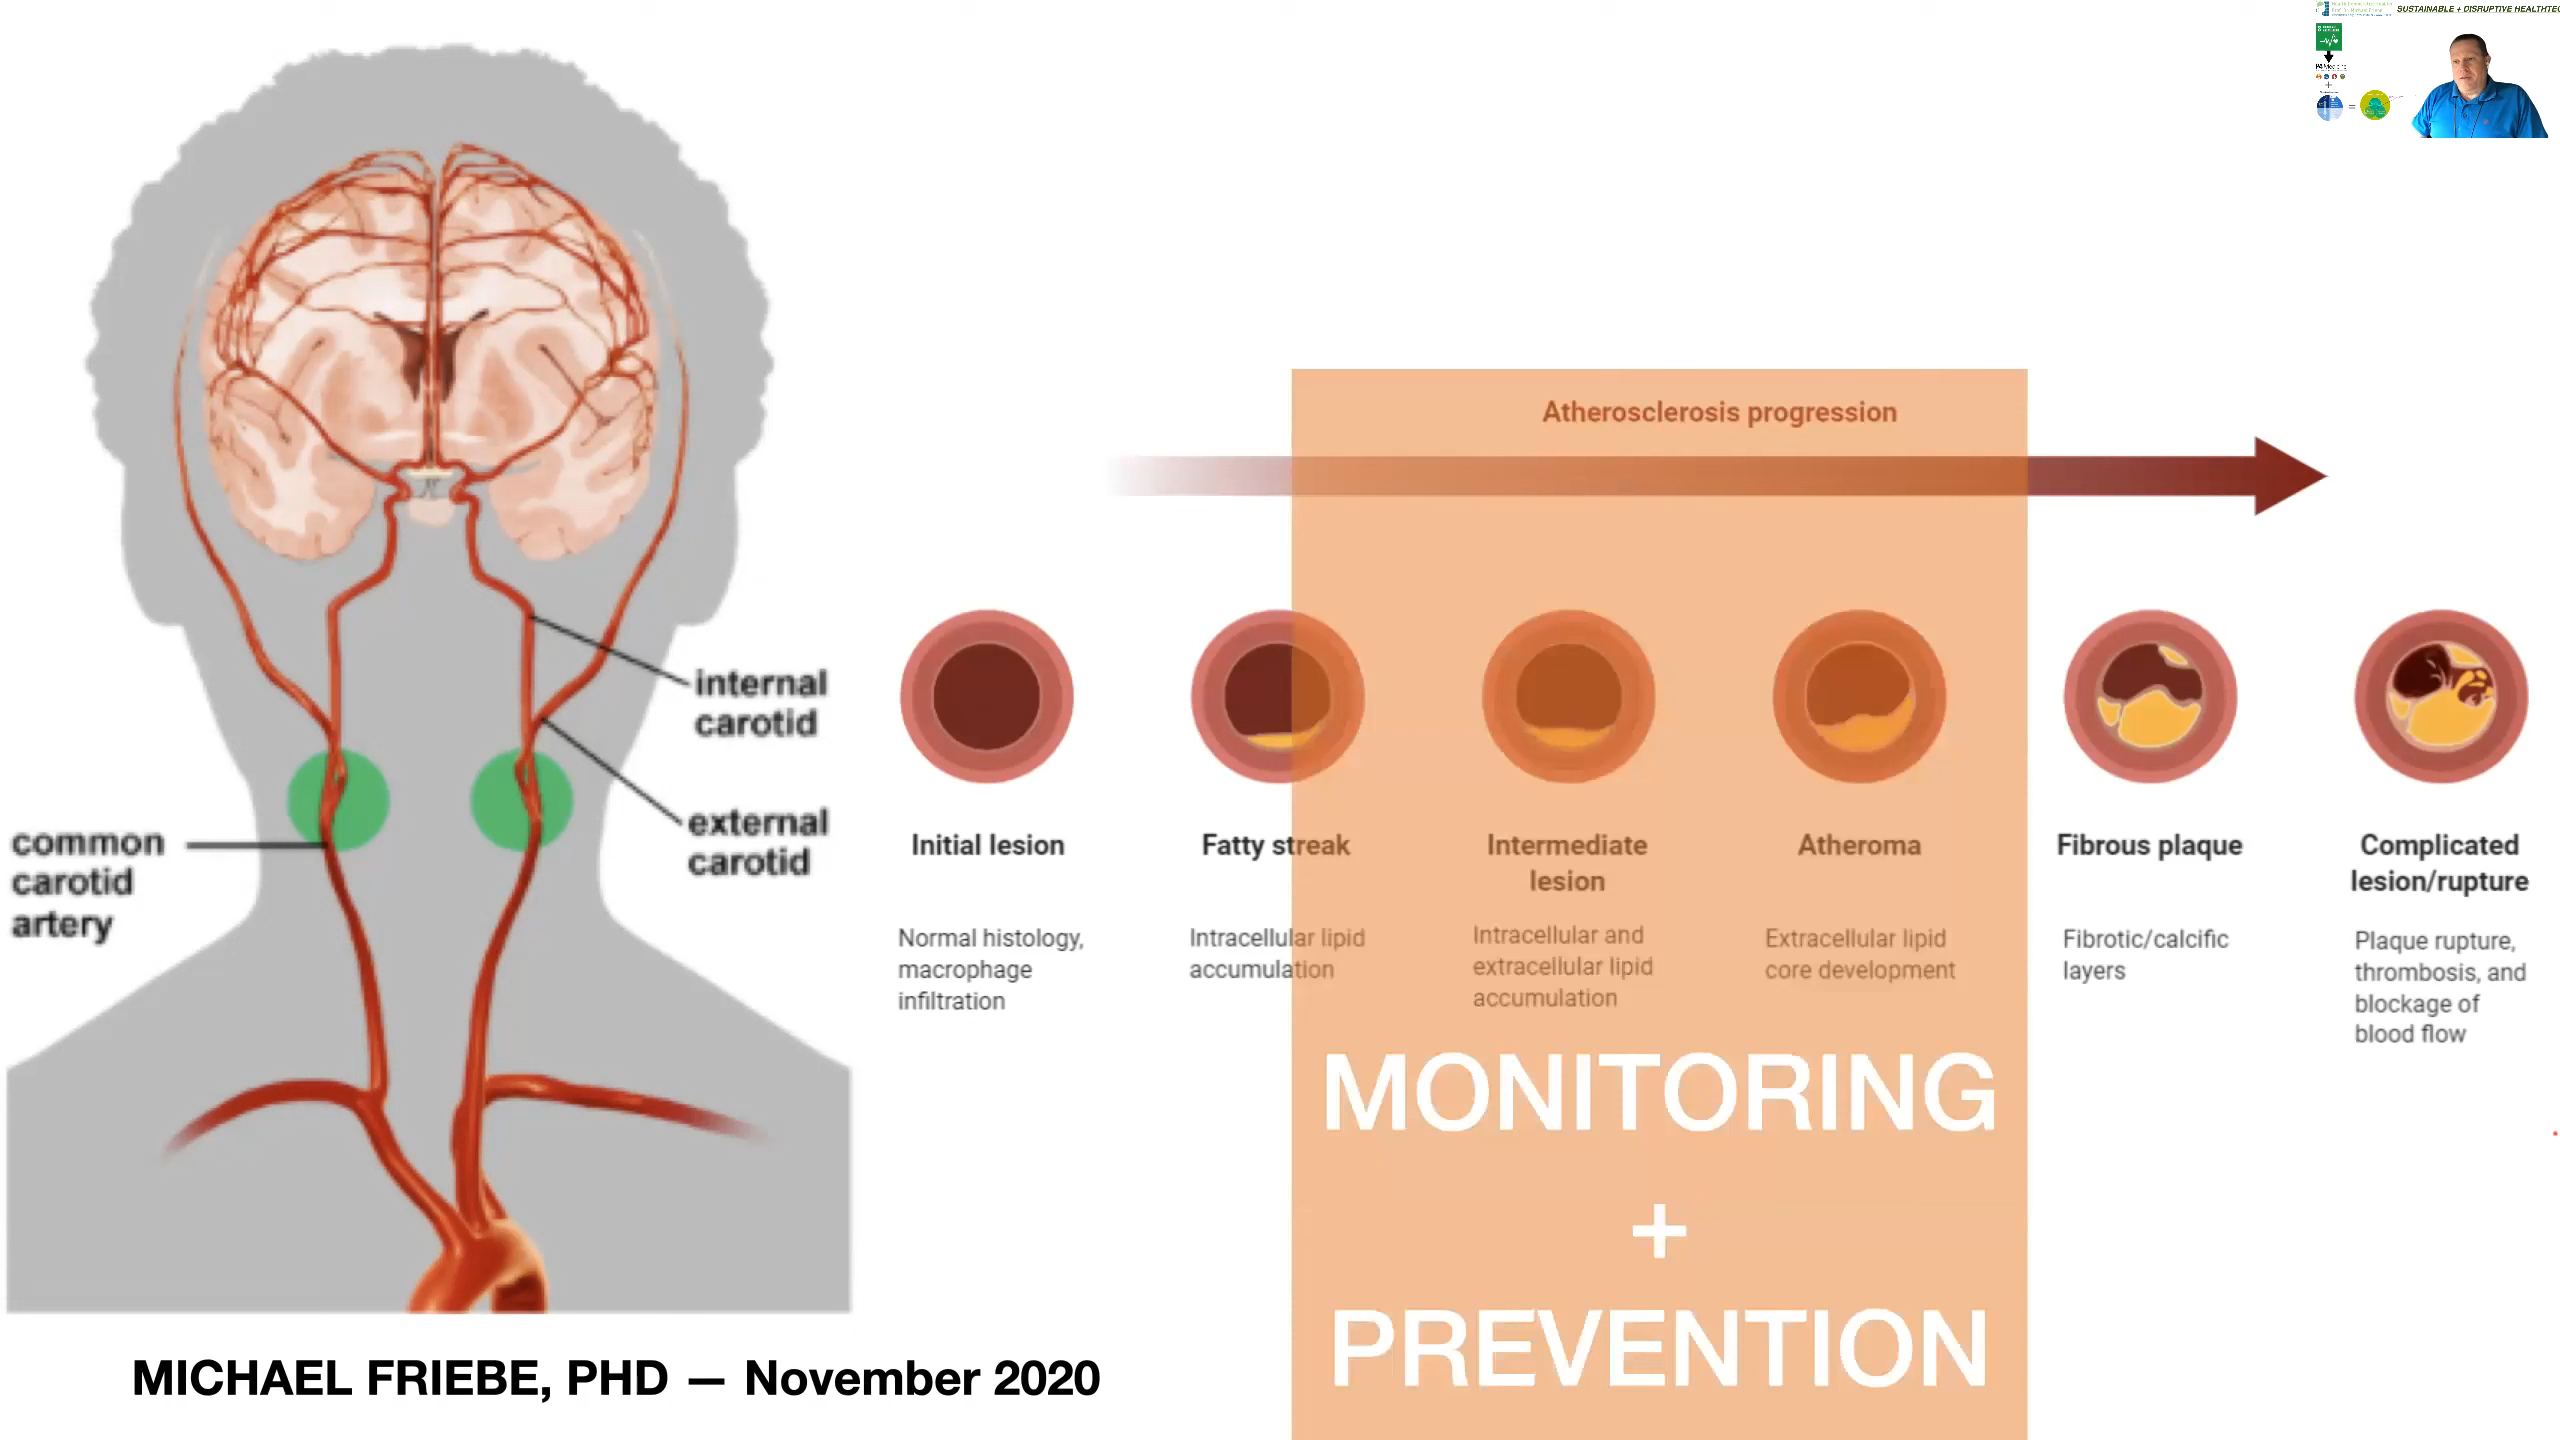 SUSTAINABLE + DISRUPTIVE HEALTHTEC
Atherosclerosis progression
internal
carotid
external
carotid
common
carotid
artery
Initial lesion
Normal histology,
macrophage
infiltration
Fatty streak
Intracellular lipid
accumulation
Intermediate
lesion
Intracellular and
extracellular lipid
accumulation
Atheroma
Extracellular lipid
core development
Fibrous plaque
Fibrotic/calcific
layers
Complicated
lesion/rupture
Plaque rupture,
thrombosis, and
blockage of
blood flow
MONITORING
+
PREVENTION
MICHAEL FRIEBE, PHD — November 2020